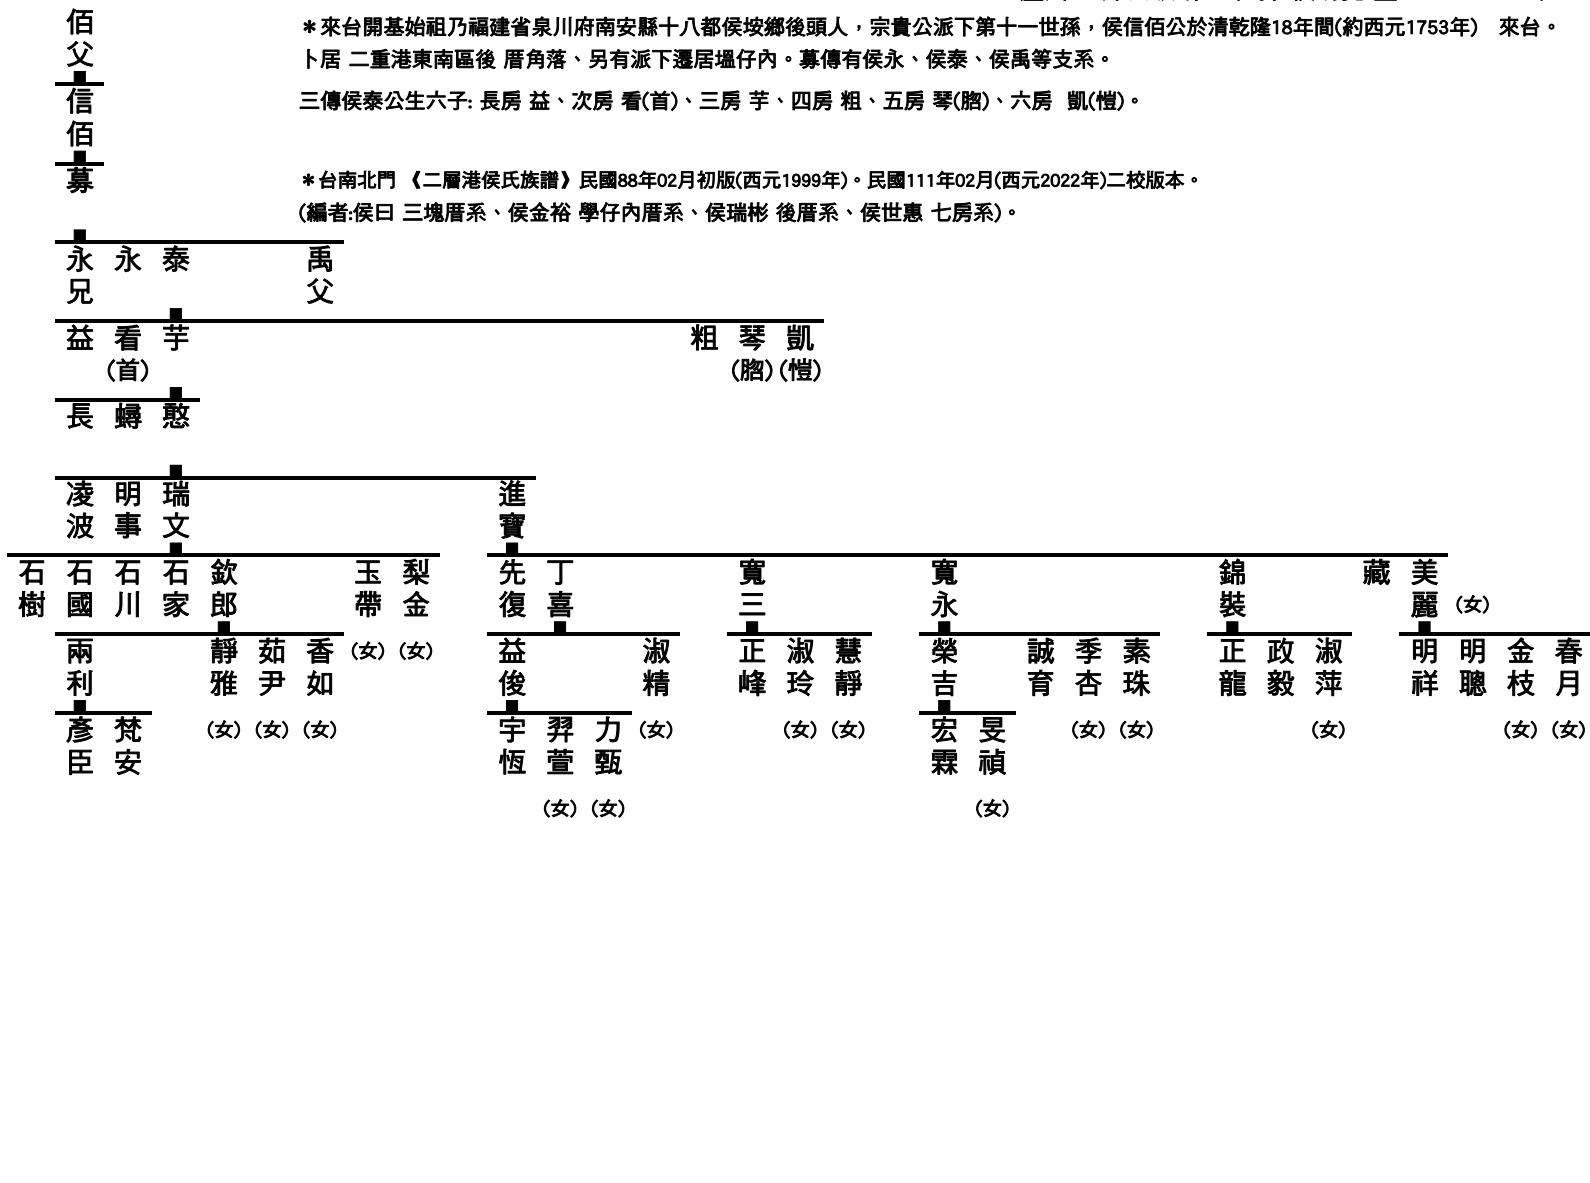 佰父
＊來台開基始祖乃福建省泉川府南安縣十八都侯垵鄉後頭人，宗貴公派下第十一世孫，侯信佰公於清乾隆18年間(約西元1753年)　來台。
卜居 二重港東南區後 厝角落、另有派下遷居塭仔內。募傳有侯永、侯泰、侯禹等支系。
信佰
三傳侯泰公生六子: 長房 益、次房 看(首)、三房 芋、四房 粗、五房 琴(䐒)、六房 凱(愷)。
募
＊台南北門 《二層港侯氏族譜》民國88年02月初版(西元1999年)。民國111年02月(西元2022年)二校版本。
(編者:侯曰 三塊厝系、侯金裕 學仔內厝系、侯瑞彬 後厝系、侯世惠 七房系)。
永兄 永 泰 禹父
益 看(首) 芋 粗 琴(䐒) 凱(愷)
長 蟳 憨
凌波 明事 瑞文 進寶
石樹 石國 石川 石家 欽郎 玉帶(女) 梨金(女) 先復 丁喜 寬三 寬永 錦裝 藏 美麗(女)
兩利 靜雅(女) 茹尹(女) 香如(女) 益俊 淑精(女) 正峰 淑玲(女) 慧靜(女) 榮吉 誠育 季杏(女) 素珠(女) 正龍 政毅 淑萍(女) 明祥 明聰 金枝(女) 春月(女)
彥臣 梵安 宇恆 羿萱(女) 力甄(女) 宏霖 旻禎(女)